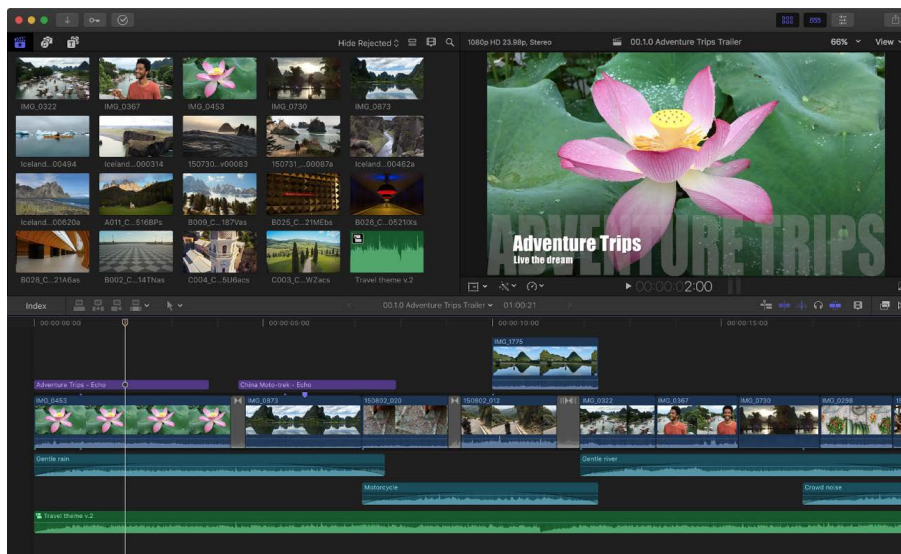 Hide Rejected
1080p HD 23.98p, Stereo
00.1.0 Adventure Trips Trailer
66%
View
IMG_0322
IMG_0367
IMG_0453
IMG_0730
IMG_0873
Iceland...00494
Iceland...000314
150730...v00083
150731_...00087a
Iceland...00462a
Iceland...00620a
A011_C...516BPs
B009_C...187Vas
B025_C...21MEbs
B026_C...05210Is
B028_C...21A6as
B002_C...14TNas
C004_C...5U6acs
C003_C...WZacs
Travel theme v.2
ADVENTURE TRIPS
Adventure Trips
Live the dream
00:00:02:00
Index
00.1.0 Adventure Trips Trailer
01:00:21
00:00:00:00
00:00:05:00
00:00:10:00
00:00:15:00
IMG_1775
Adventure Trips - Echo
China Moto-trek - Echo
IMG_0453
IMG_0873
150802_020
150802_012
IMG_0322
IMG_0367
IMG_0730
IMG_0298
Gentle rain
Gentle river
Motorcycle
Crowd noise
Travel theme v.2